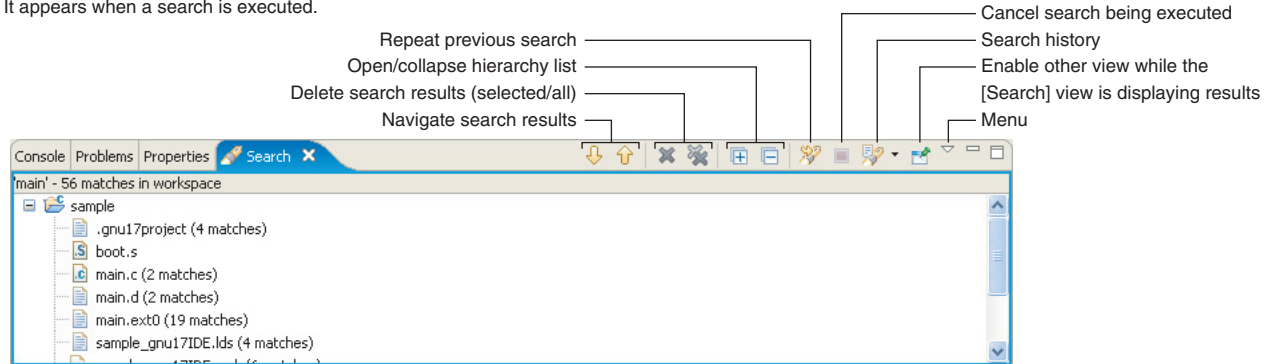 It appears when a search is executed.
Cancel search being executed
Repeat previous search
Search history
Open/collapse hierarchy list
Enable other view while the
Delete search results (selected/all)
[Search] view is displaying results
Navigate search results
Menu
Console Problems Properties Search
'main' - 56 matches in workspace
sample
.gnu17project (4 matches)
boot.s
main.c (2 matches)
main.d (2 matches)
main.ext0 (19 matches)
sample_gnu17IDE.lds (4 matches)